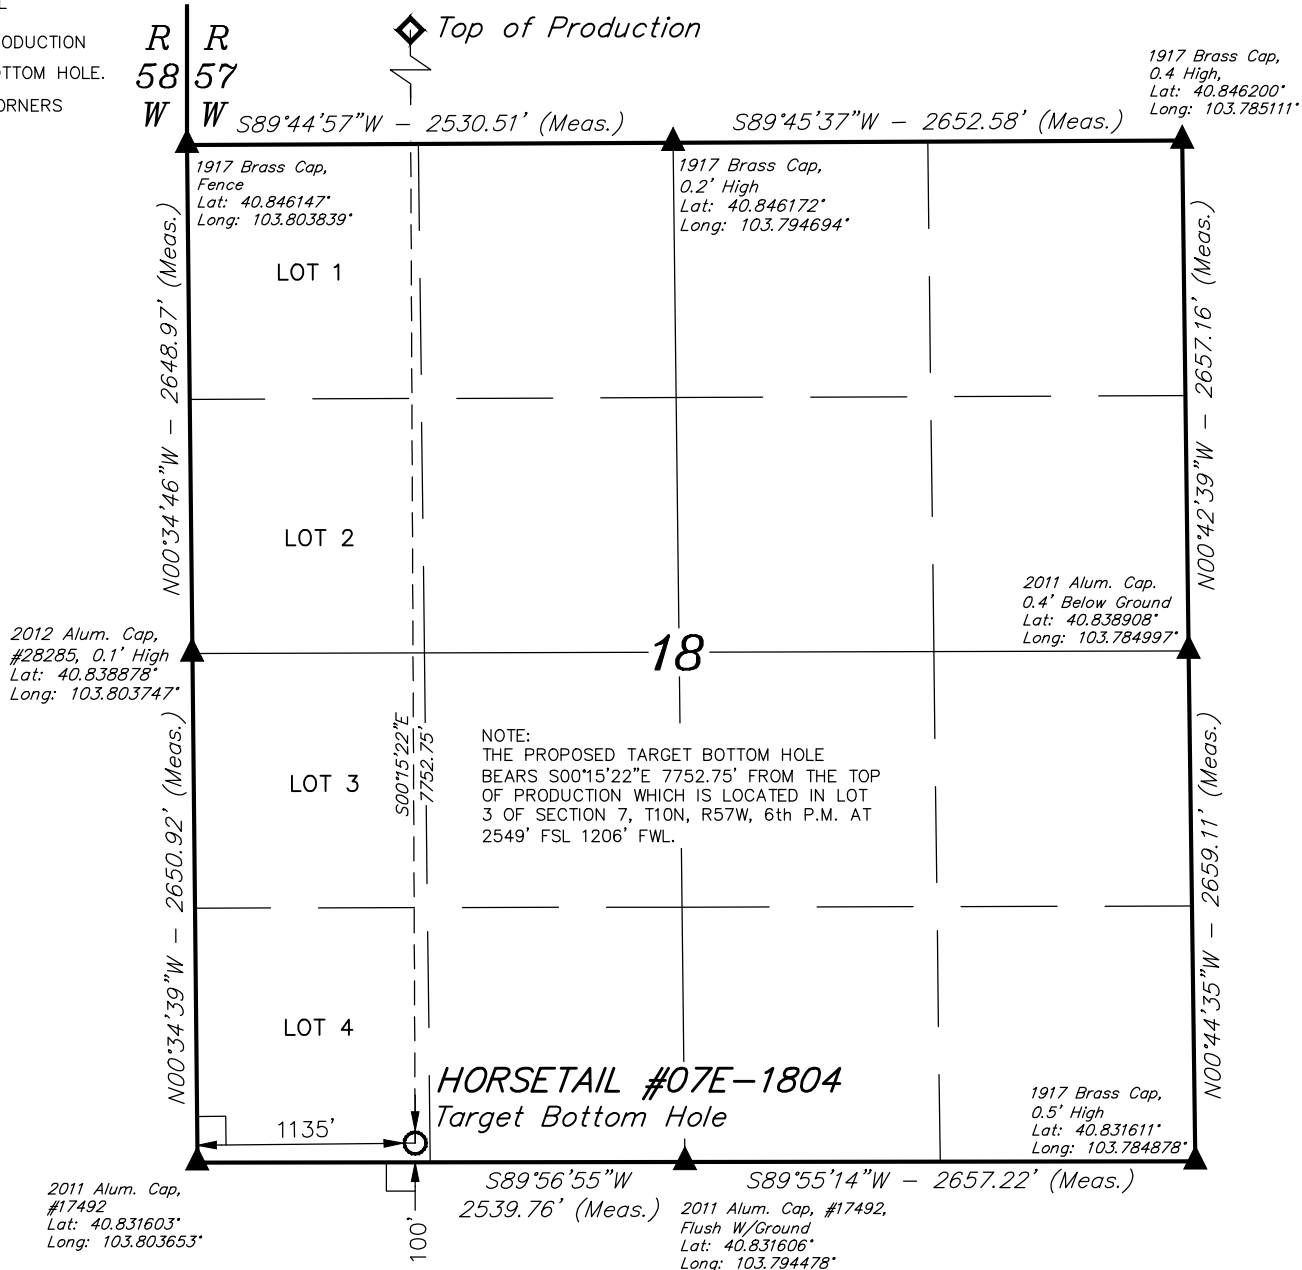 L
ODUCTION
OTTOM HOLE.
ORNERS
R R
58 57
W W
Top of Production
1917 Brass Cap,
0.4 High,
Lat: 40.846200°
Long: 103.785111°
S89°44'57"W - 2530.51' (Meas.)
S89°45'37"W - 2652.58' (Meas.)
1917 Brass Cap,
Fence
Lat: 40.846147°
Long: 103.803839°
1917 Brass Cap,
0.2' High
Lat: 40.846172°
Long: 103.794694°
N00°34'46"W - 2648.97' (Meas.)
N00°42'39"W - 2657.16' (Meas.)
LOT 1
LOT 2
2011 Alum. Cap.
0.4' Below Ground
Lat: 40.838908°
Long: 103.784997°
2012 Alum. Cap,
#28285, 0.1' High
Lat: 40.838878°
Long: 103.803747°
18
S00°15'22"E
7752.75'
NOTE:
THE PROPOSED TARGET BOTTOM HOLE
BEARS S00°15'22"E 7752.75' FROM THE TOP
OF PRODUCTION WHICH IS LOCATED IN LOT
3 OF SECTION 7, T10N, R57W, 6th P.M. AT
2549' FSL 1206' FWL.
LOT 3
N00°34'39"W - 2650.92' (Meas.)
N00°44'35"W - 2659.11' (Meas.)
LOT 4
HORSETAIL #07E-1804
Target Bottom Hole
1135'
1917 Brass Cap,
0.5' High
Lat: 40.831611°
Long: 103.784878°
2011 Alum. Cap,
#17492
Lat: 40.831603°
Long: 103.803653°
100'
S89°56'55"W
2539.76' (Meas.)
S89°55'14"W - 2657.22' (Meas.)
2011 Alum. Cap, #17492,
Flush W/Ground
Lat: 40.831606°
Long: 103.794478°